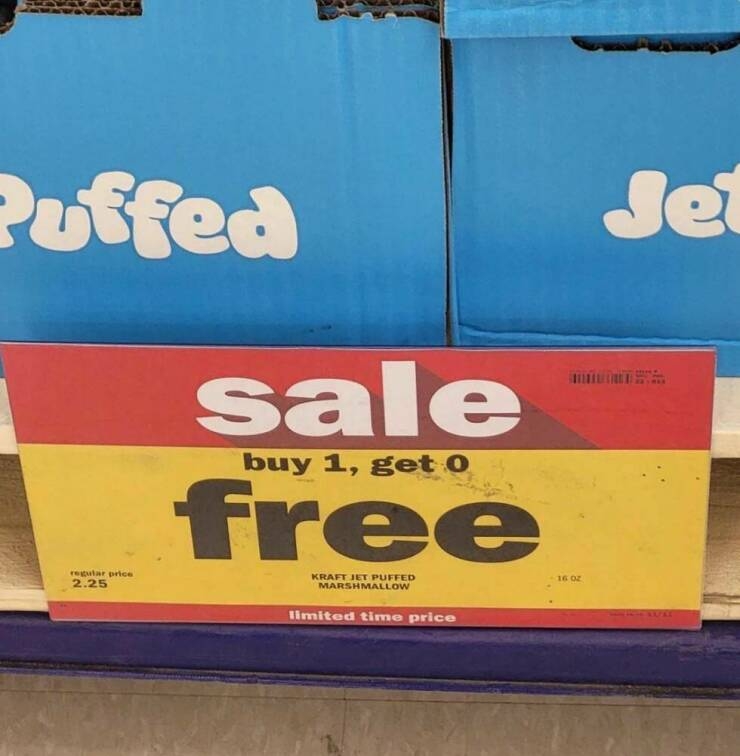 Puffed
Jet
sale
buy 1, get 0
free
regular price
2.25
KRAFT JET PUFFED
MARSHMALLOW
16 OZ
limited time price